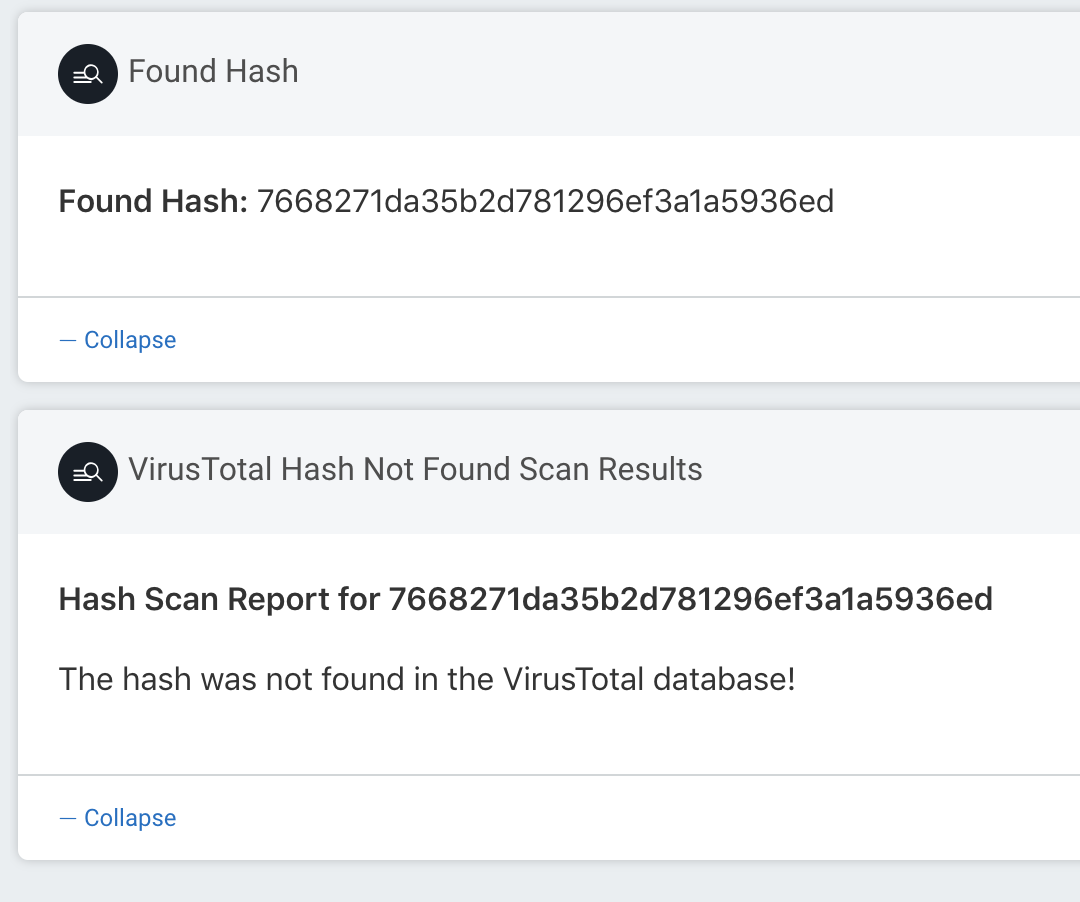 Found Hash
Found Hash: 7668271da35b2d781296ef3a1a5936ed
— Collapse
VirusTotal Hash Not Found Scan Results
Hash Scan Report for 7668271da35b2d781296ef3a1a5936ed
The hash was not found in the VirusTotal database!
— Collapse